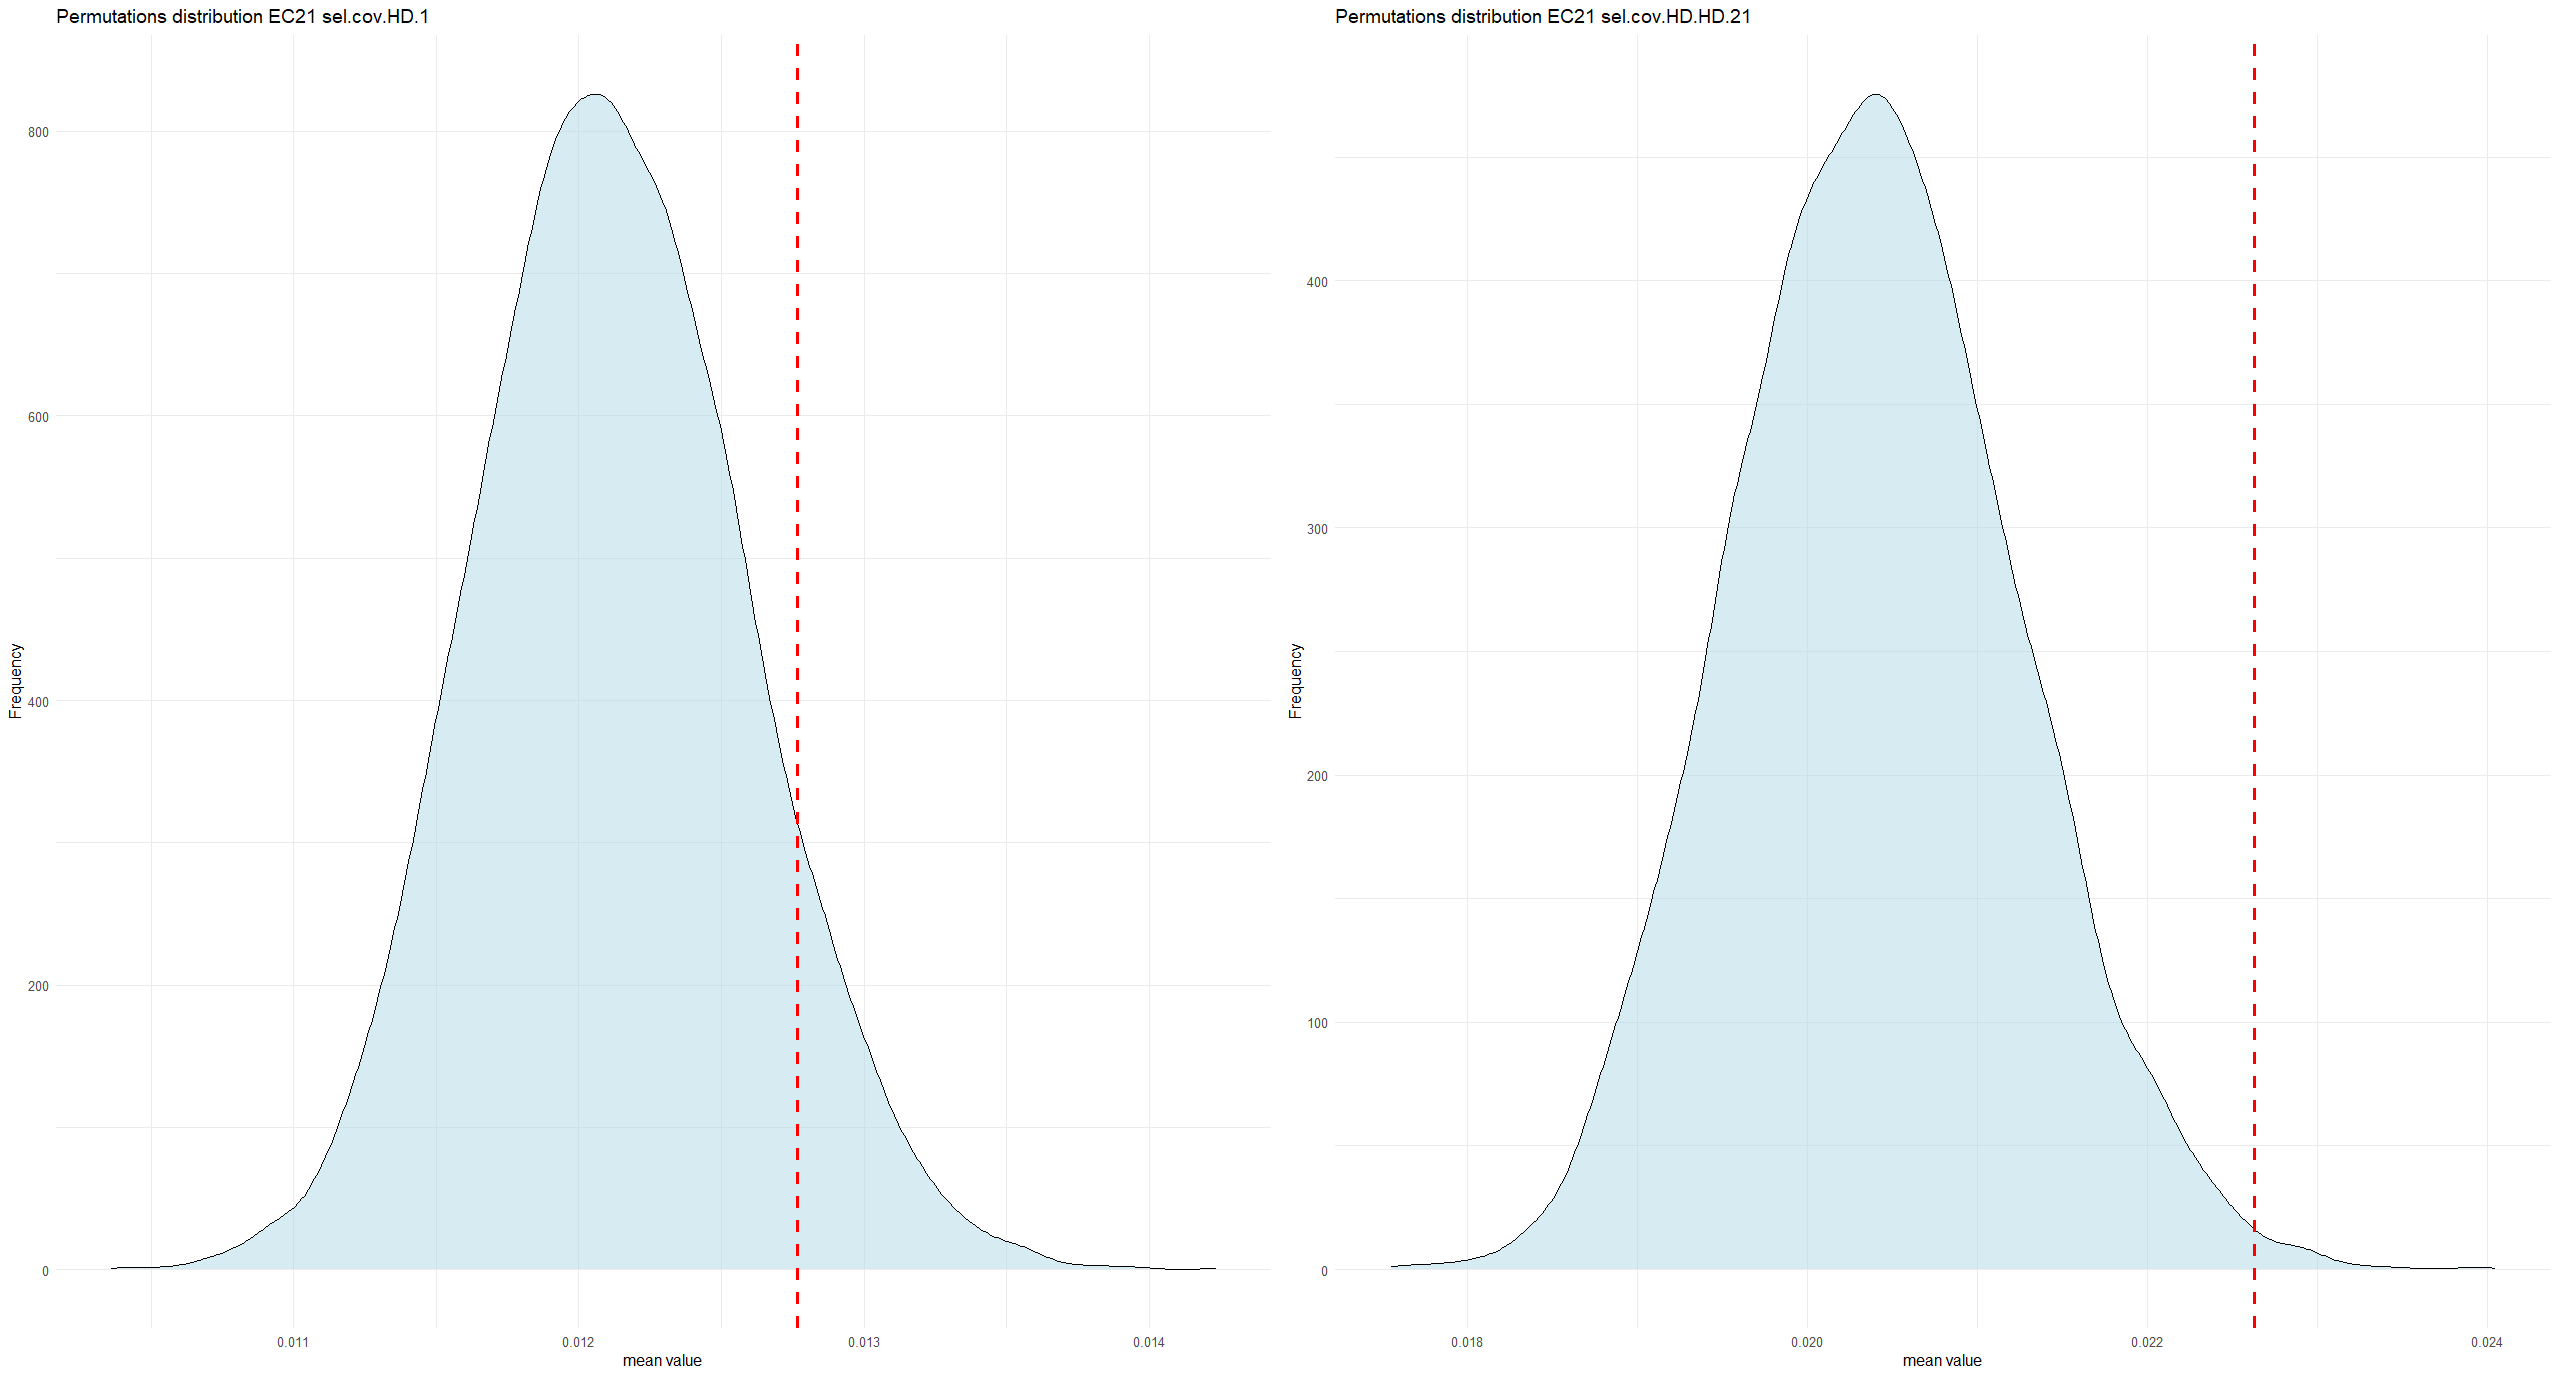 Permutations distribution EC21 sel.cov.HD.1
800
600
400
200
0
Frequency
0.011 0.012 0.013 0.014
mean value
Permutations distribution EC21 sel.cov.HD.HD.21
400
300
200
100
0
Frequency
0.018 0.020 0.022 0.024
mean value